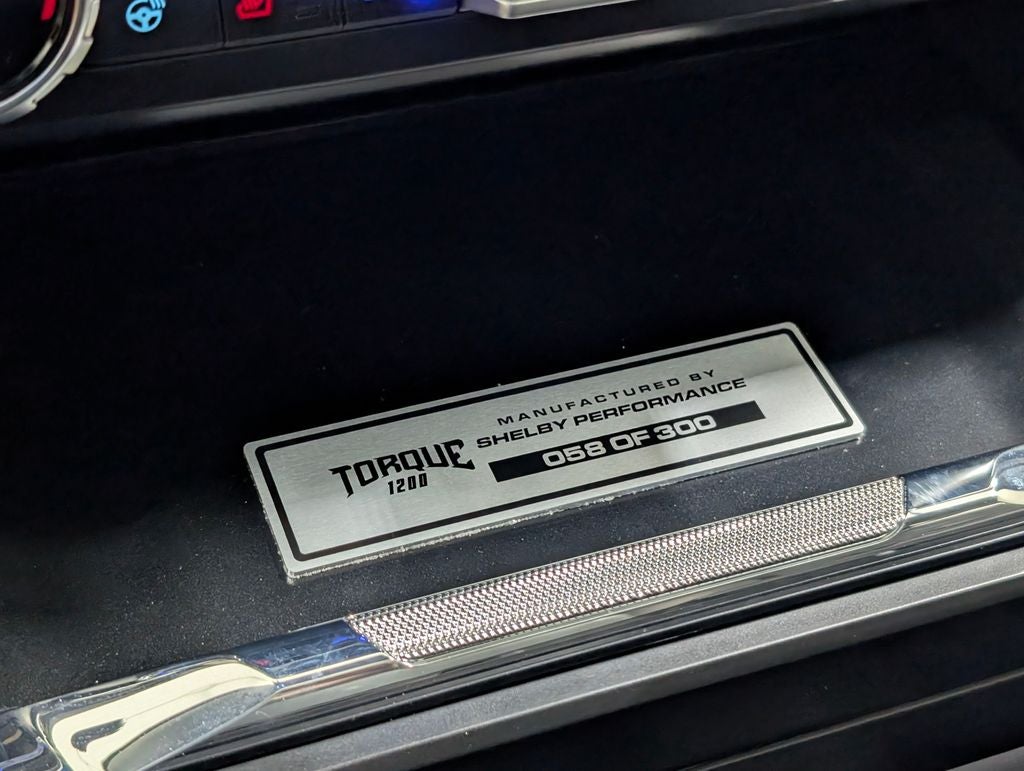 MANUFACTURED BY
SHELBY PERFORMANCE
058 OF 300
TORQUE
1200